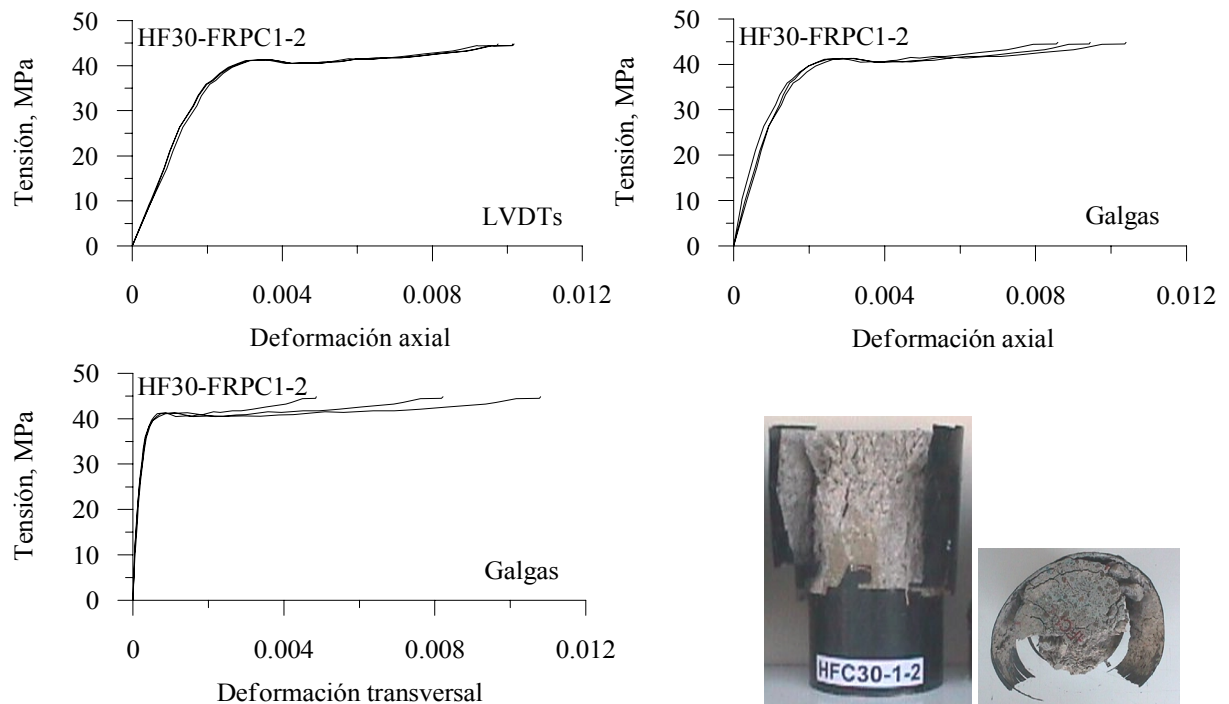 50
HF30-FRPC1-2
40
30
20
10
0
Tensión, MPa
LVDTs
0
0.004
0.008
0.012
Deformación axial
50
HF30-FRPC1-2
40
30
20
10
0
Tensión, MPa
Galgas
0
0.004
0.008
0.012
Deformación axial
50
HF30-FRPC1-2
40
30
20
10
0
Tensión, MPa
Galgas
0
0.004
0.008
0.012
Deformación transversal
HFC30-1-2